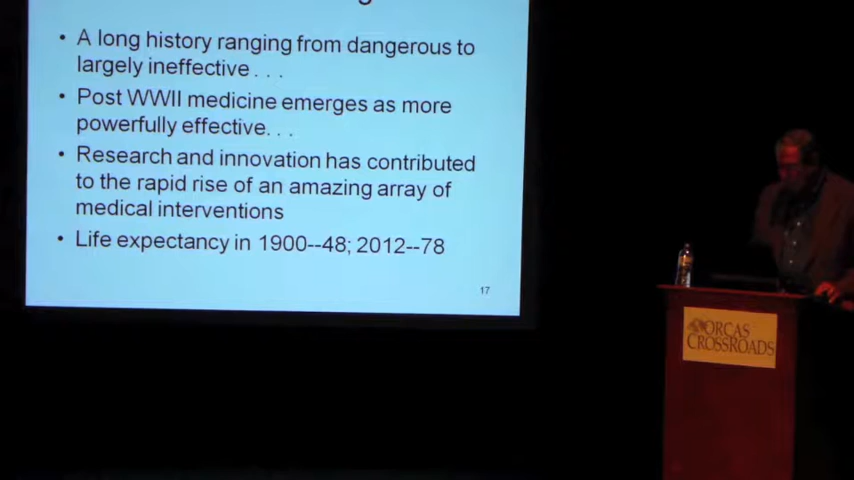 • A long history ranging from dangerous to
largely ineffective . . .
• Post WWII medicine emerges as more
powerfully effective. . .
• Research and innovation has contributed
to the rapid rise of an amazing array of
medical interventions
• Life expectancy in 1900--48; 2012--78
17
ORCAS
CROSSROADS